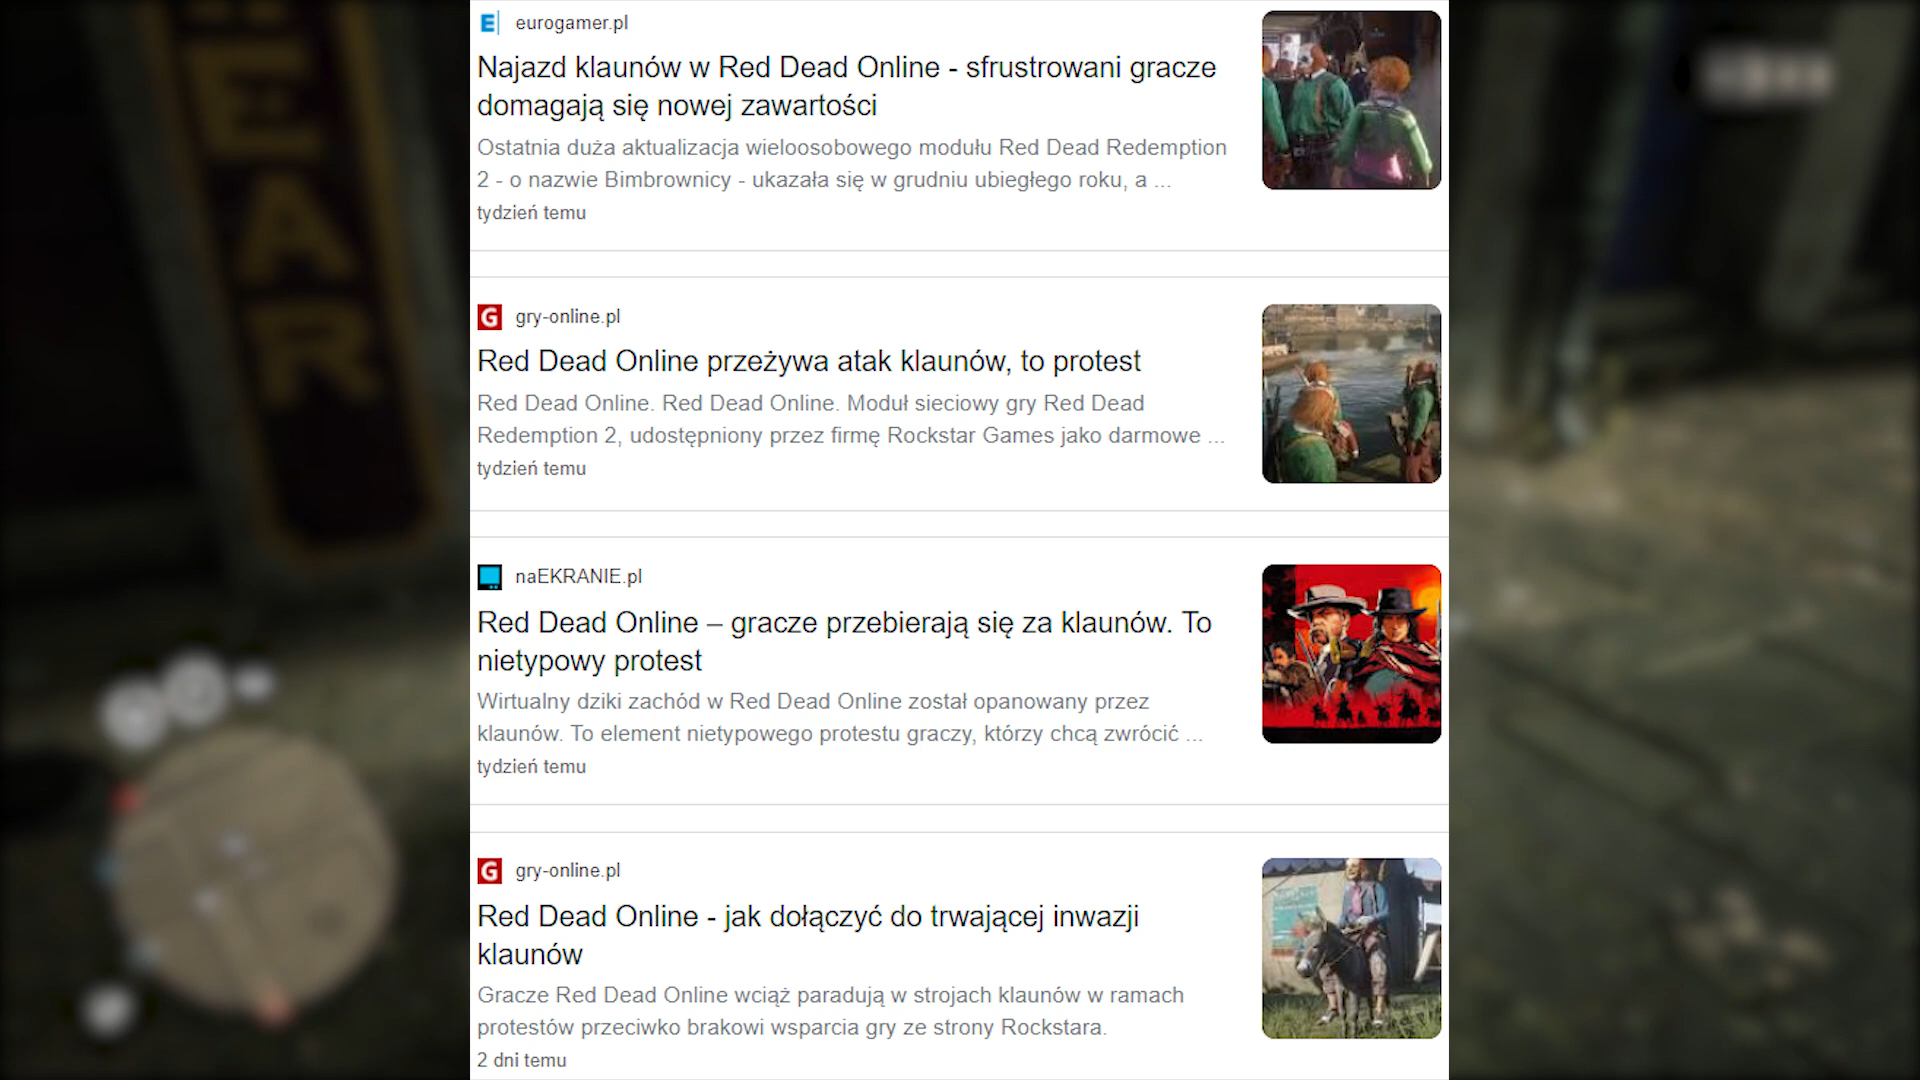 EAR
eurogamer.pl
Najazd klaunów w Red Dead Online - sfrustrowani gracze
domagają się nowej zawartości
Ostatnia duża aktualizacja wieloosobowego modułu Red Dead Redemption
2 - o nazwie Bimbrownicy - ukazała się w grudniu ubiegłego roku, a ...
tydzień temu
gry-online.pl
Red Dead Online przeżywa atak klaunów, to protest
Red Dead Online. Red Dead Online. Moduł sieciowy gry Red Dead
Redemption 2, udostępniony przez firmę Rockstar Games jako darmowe ...
tydzień temu
naEKRANIE.pl
Red Dead Online – gracze przebierają się za klaunów. To
nietypowy protest
Wirtualny dziki zachód w Red Dead Online został opanowany przez
klaunów. To element nietypowego protestu graczy, którzy chcą zwrócić ...
tydzień temu
gry-online.pl
Red Dead Online - jak dołączyć do trwającej inwazji
klaunów
Gracze Red Dead Online wciąż paradują w strojach klaunów w ramach
protestów przeciwko brakowi wsparcia gry ze strony Rockstara.
2 dni temu